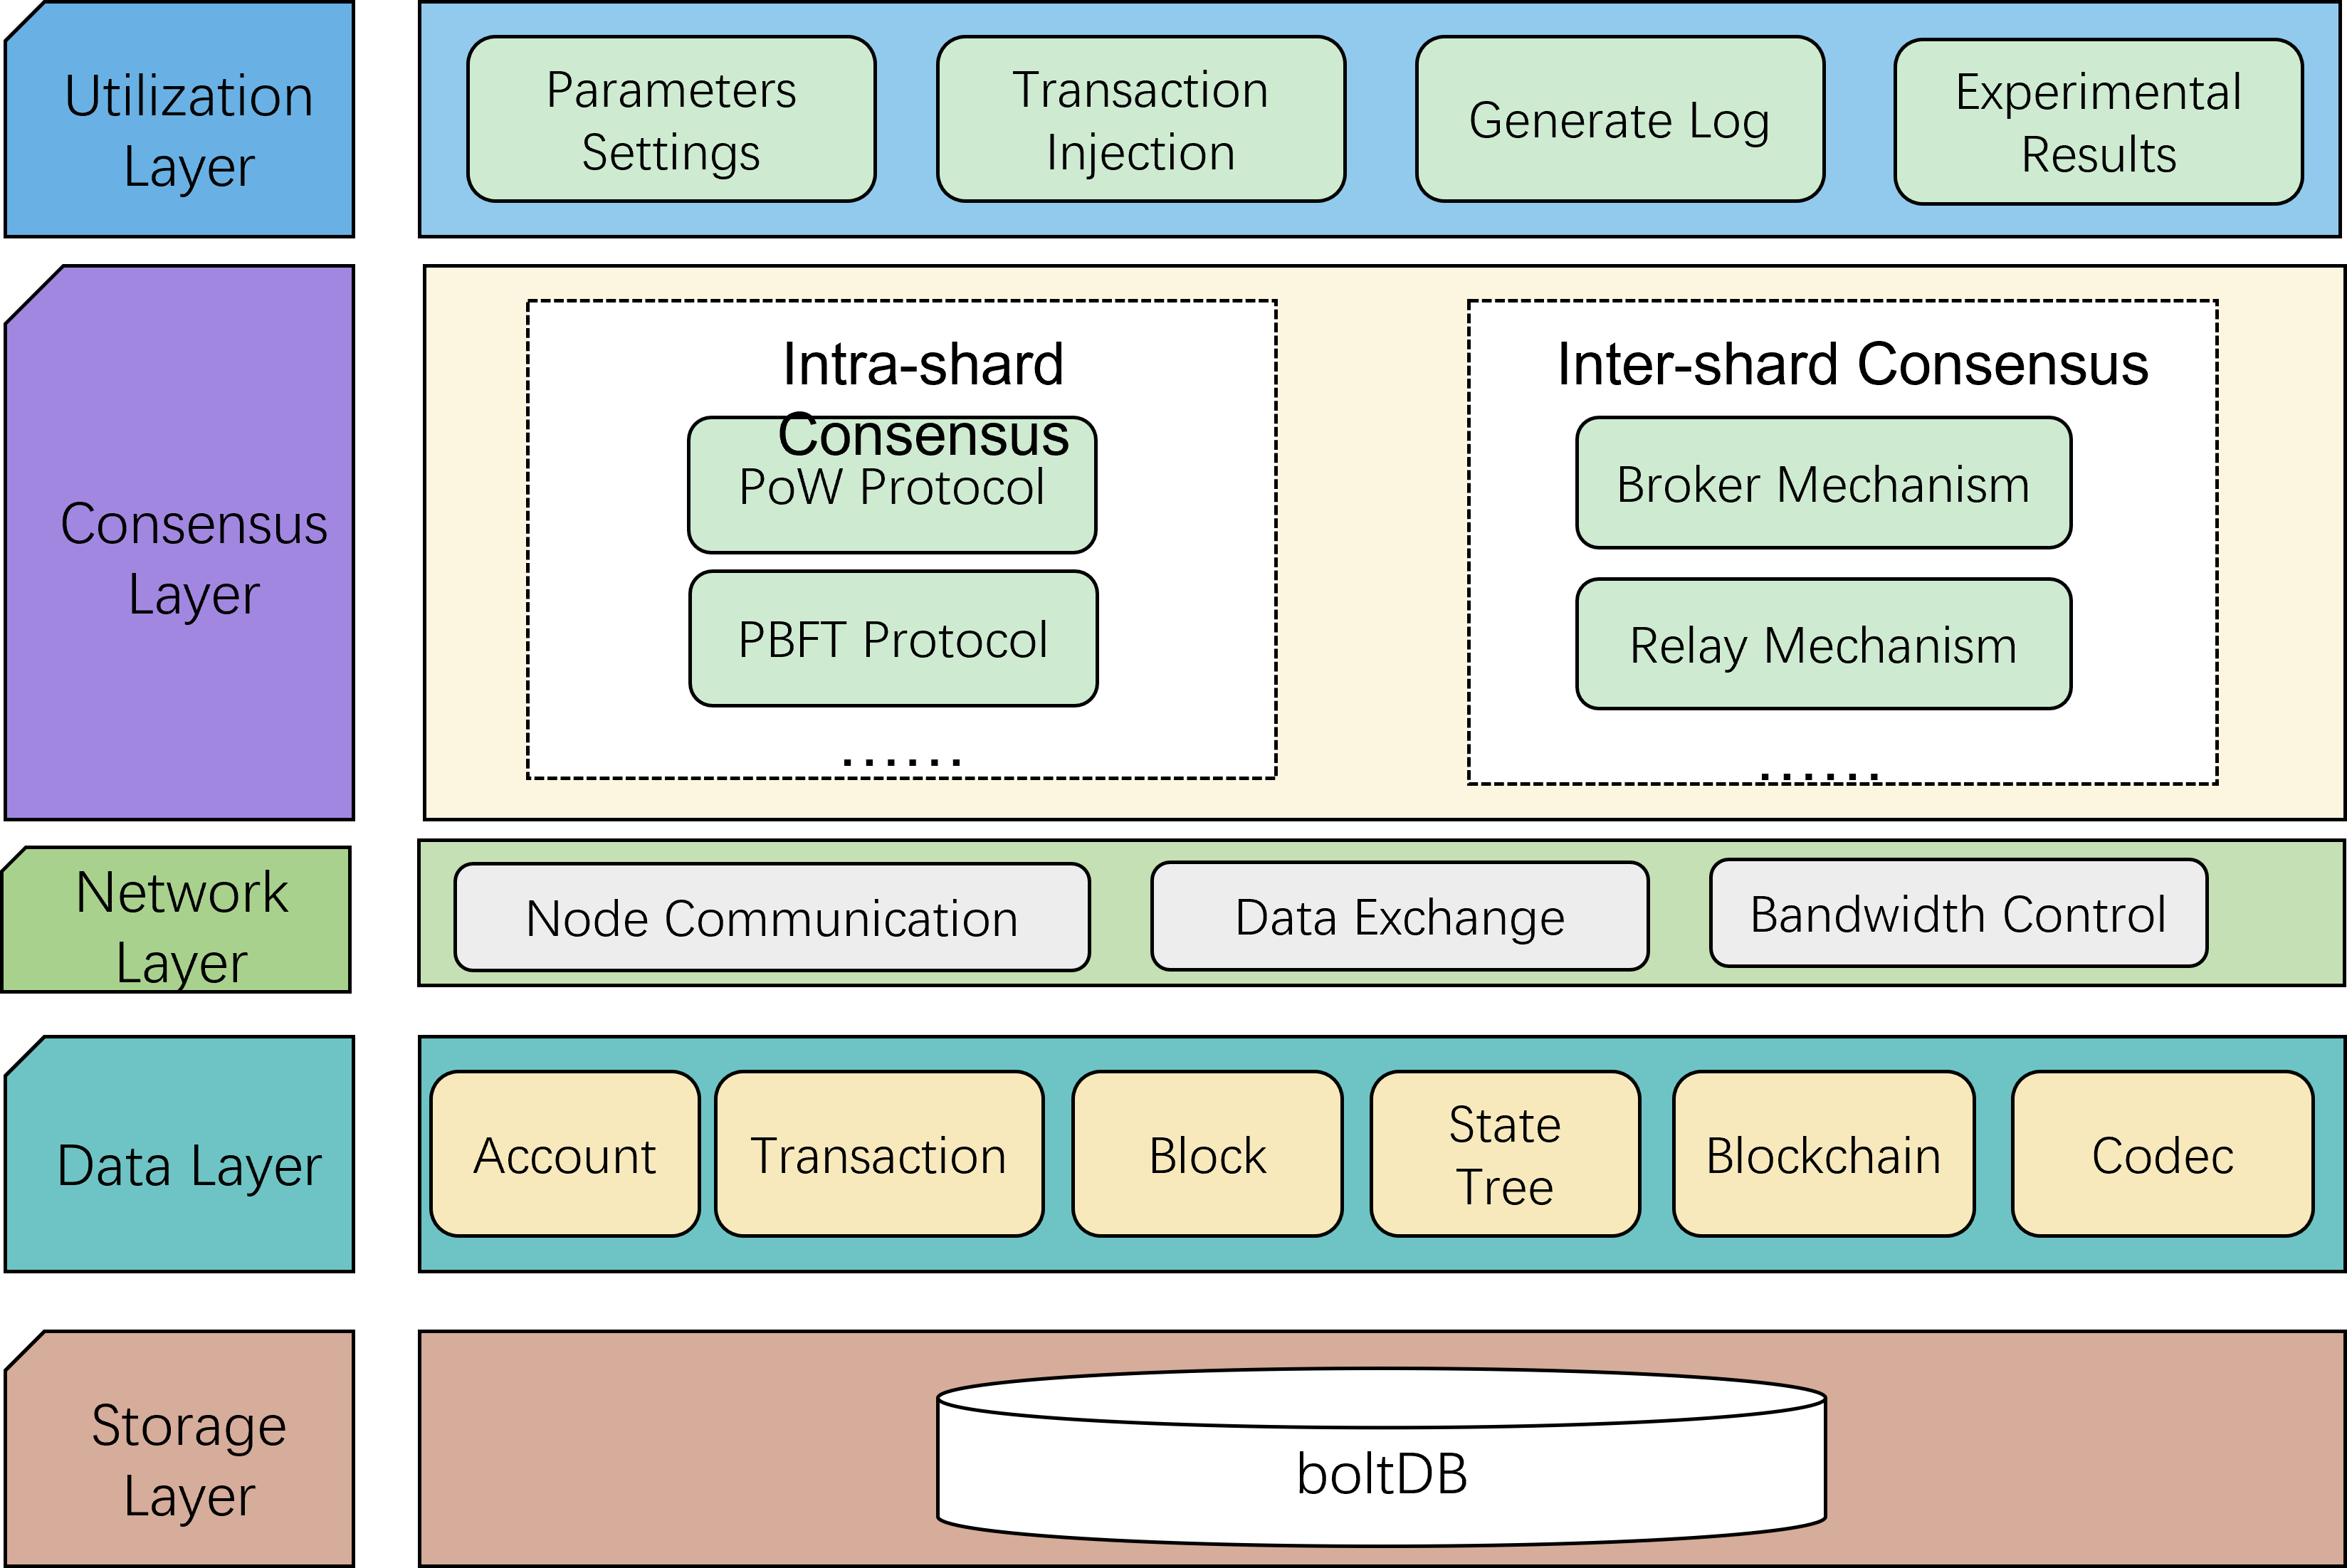 Utilization
Layer
Parameters
Settings
Transaction
Injection
Generate Log
Experimental
Results
Consensus
Layer
Intra-shard
Consensus
PoW Protocol
PBFT Protocol
......
Inter-shard Consensus
Broker Mechanism
Relay Mechanism
......
Network
Layer
Node Communication
Data Exchange
Bandwidth Control
Data Layer
Account
Transaction
Block
State
Tree
Blockchain
Codec
Storage
Layer
boltDB